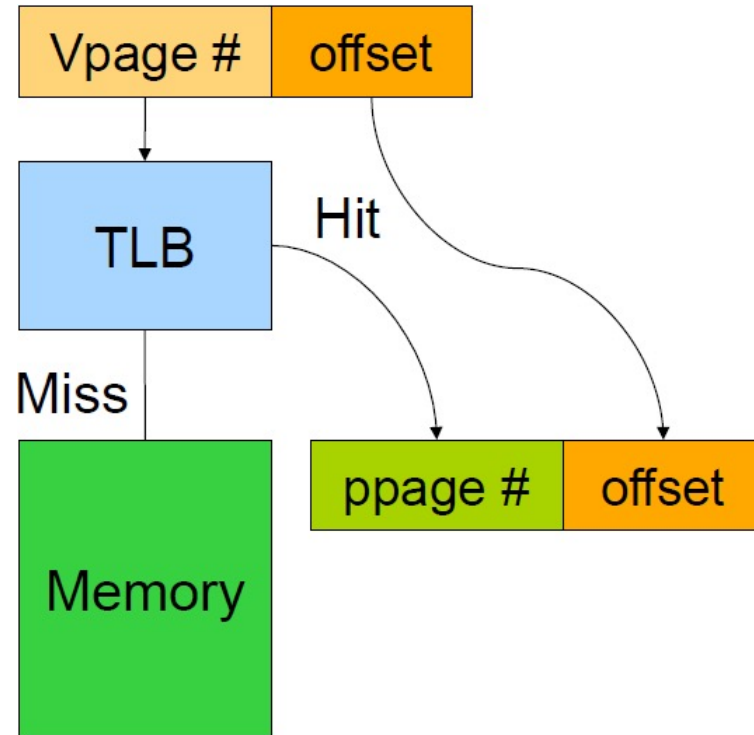 Vpage # offset
Hit
TLB
Miss
ppage # offset
Memory